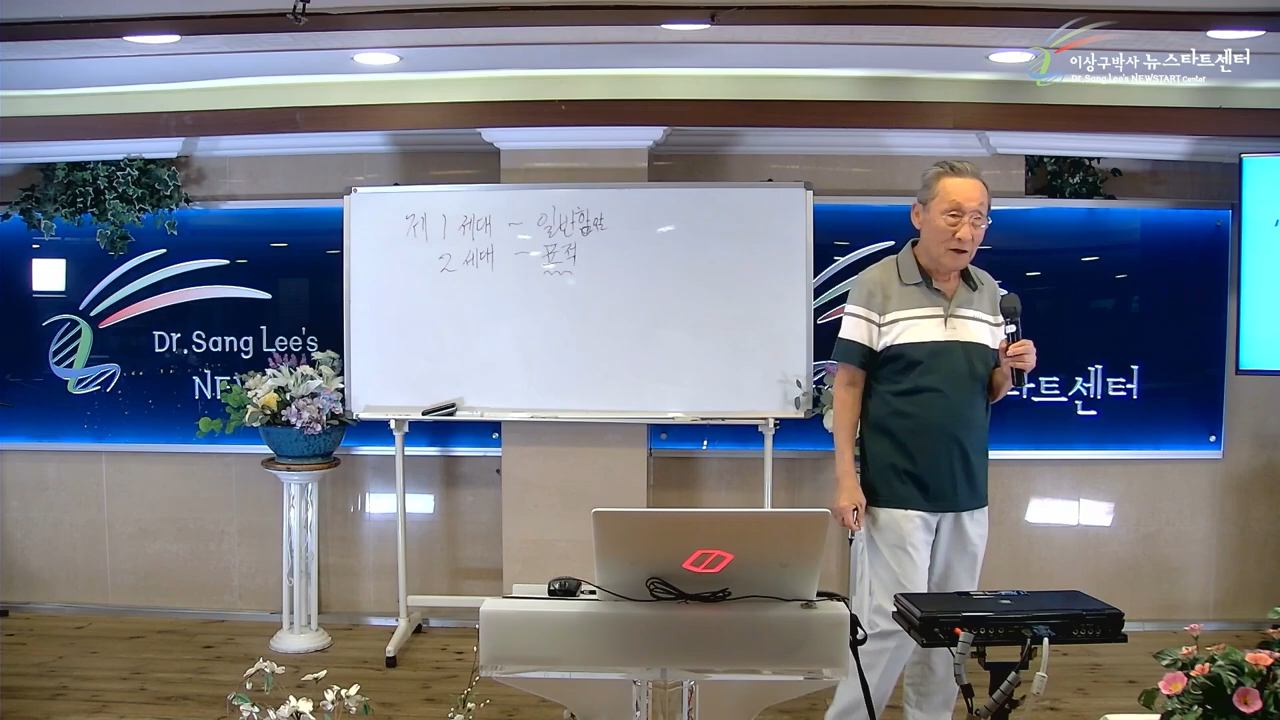 이상구박사 뉴스타트센터
Dr. Sang Lee's NEWSTART Center
제 1 세대 ~ 일반항암
2 세대 ~ 표적
Dr.Sang Lee's
타트센터